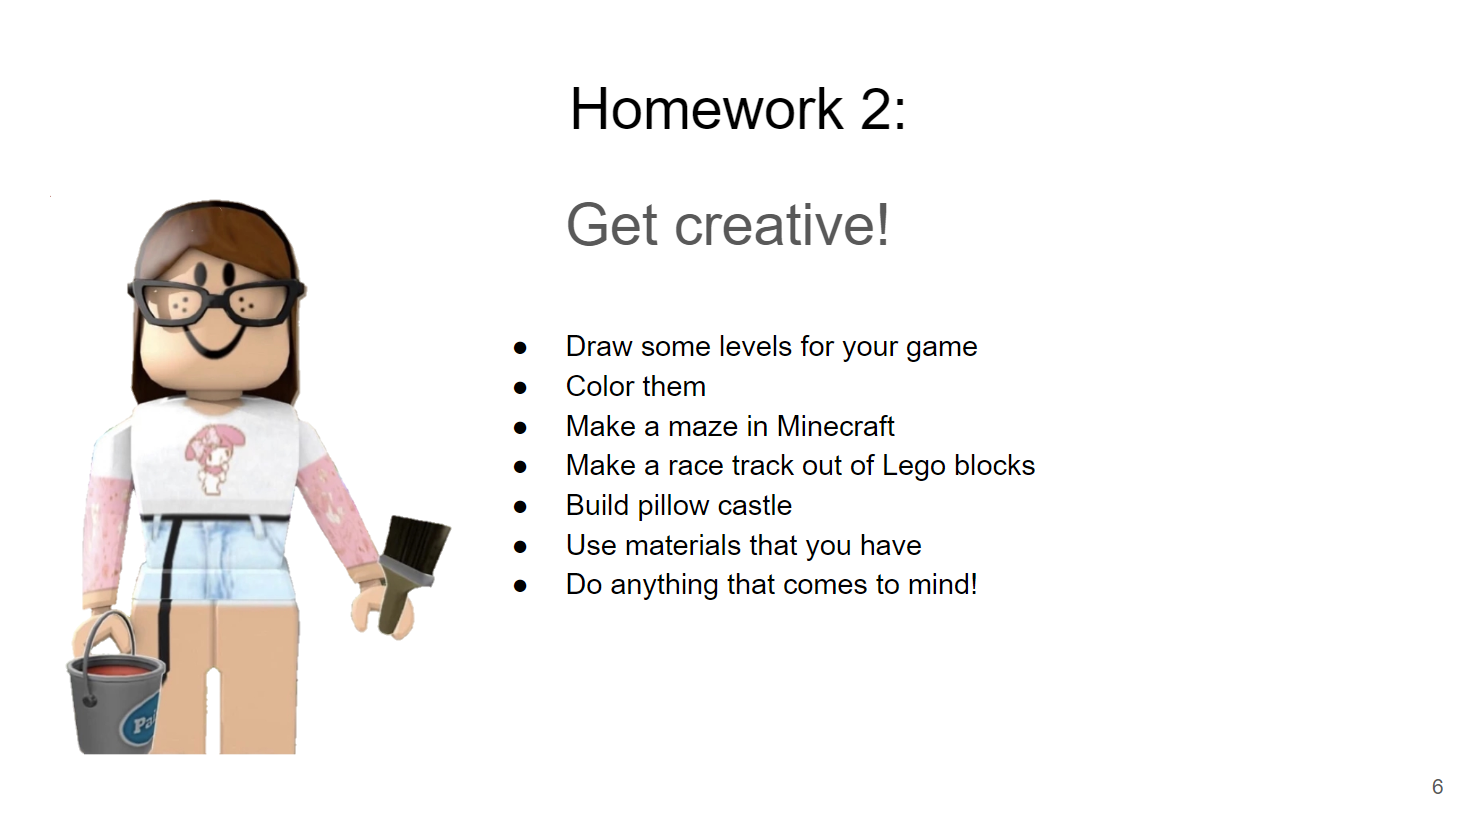 Homework 2:
Get creative!
● Draw some levels for your game
● Color them
● Make a maze in Minecraft
● Make a race track out of Lego blocks
● Build pillow castle
● Use materials that you have
● Do anything that comes to mind!
Pai
6